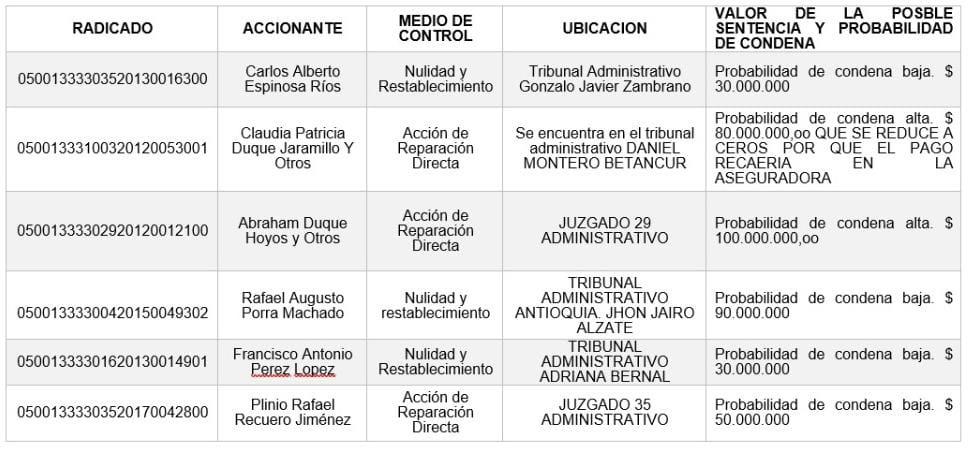 RADICADO
ACCIONANTE
MEDIO DE
CONTROL
UBICACION
VALOR DE LA POSBLE
SENTENCIA Y PROBABILIDAD
DE CONDENA
05001333303520130016300
Carlos Alberto
Espinosa Ríos
Nulidad y
Restablecimiento
Tribunal Administrativo
Gonzalo Javier Zambrano
Probabilidad de condena baja. $
30.000.000
05001333100320120053001
Claudia Patricia
Duque Jaramillo Y
Otros
Acción de
Reparación
Directa
Se encuentra en el tribunal
administrativo DANIEL
MONTERO BETANCUR
Probabilidad de condena alta. $
80.000.000,oo QUE SE REDUCE A
CEROS POR QUE EL PAGO
RECAERIA EN LA
ASEGURADORA
05001333302920120012100
Abraham Duque
Hoyos y Otros
Acción de
Reparación
Directa
JUZGADO 29
ADMINISTRATIVO
Probabilidad de condena alta. $
100.000.000,oo
05001333300420150049302
Rafael Augusto
Porra Machado
Nulidad y
restablecimiento
TRIBUNAL
ADMINISTRATIVO
ANTIOQUIA. JHON JAIRO
ALZATE
Probabilidad de condena baja. $
90.000.000
05001333301620130014901
Francisco Antonio
Perez Lopez
Nulidad y
Restablecimiento
TRIBUNAL
ADMINISTRATIVO
ADRIANA BERNAL
Probabilidad de condena baja. $
30.000.000
05001333303520170042800
Plinio Rafael
Recuero Jiménez
Acción de
Reparación
Directa
JUZGADO 35
ADMINISTRATIVO
Probabilidad de condena baja. $
50.000.000